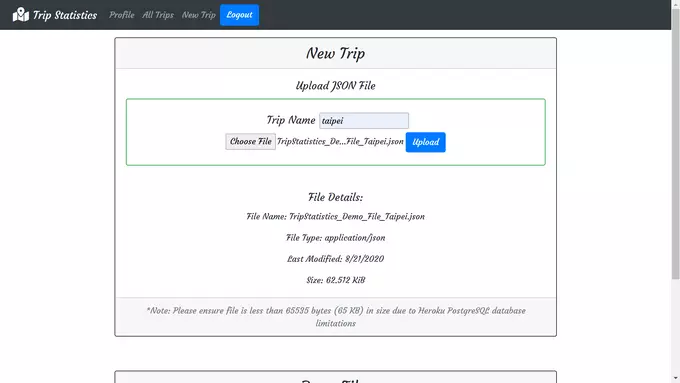 Trip Statistics Profile All Trips New Trip Logout
New Trip
Upload JSON File
Trip Name taipei
Choose File TripStatistics_De...File_Taipei.json Upload
File Details:
File Name: TripStatistics_Demo_File_Taipei.json
File Type: application/json
Last Modified: 8/21/2020
Size: 62.512 KiB
*Note: Please ensure file is less than 65535 bytes (65 KB) in size due to Heroku PostgreSQL database
limitations